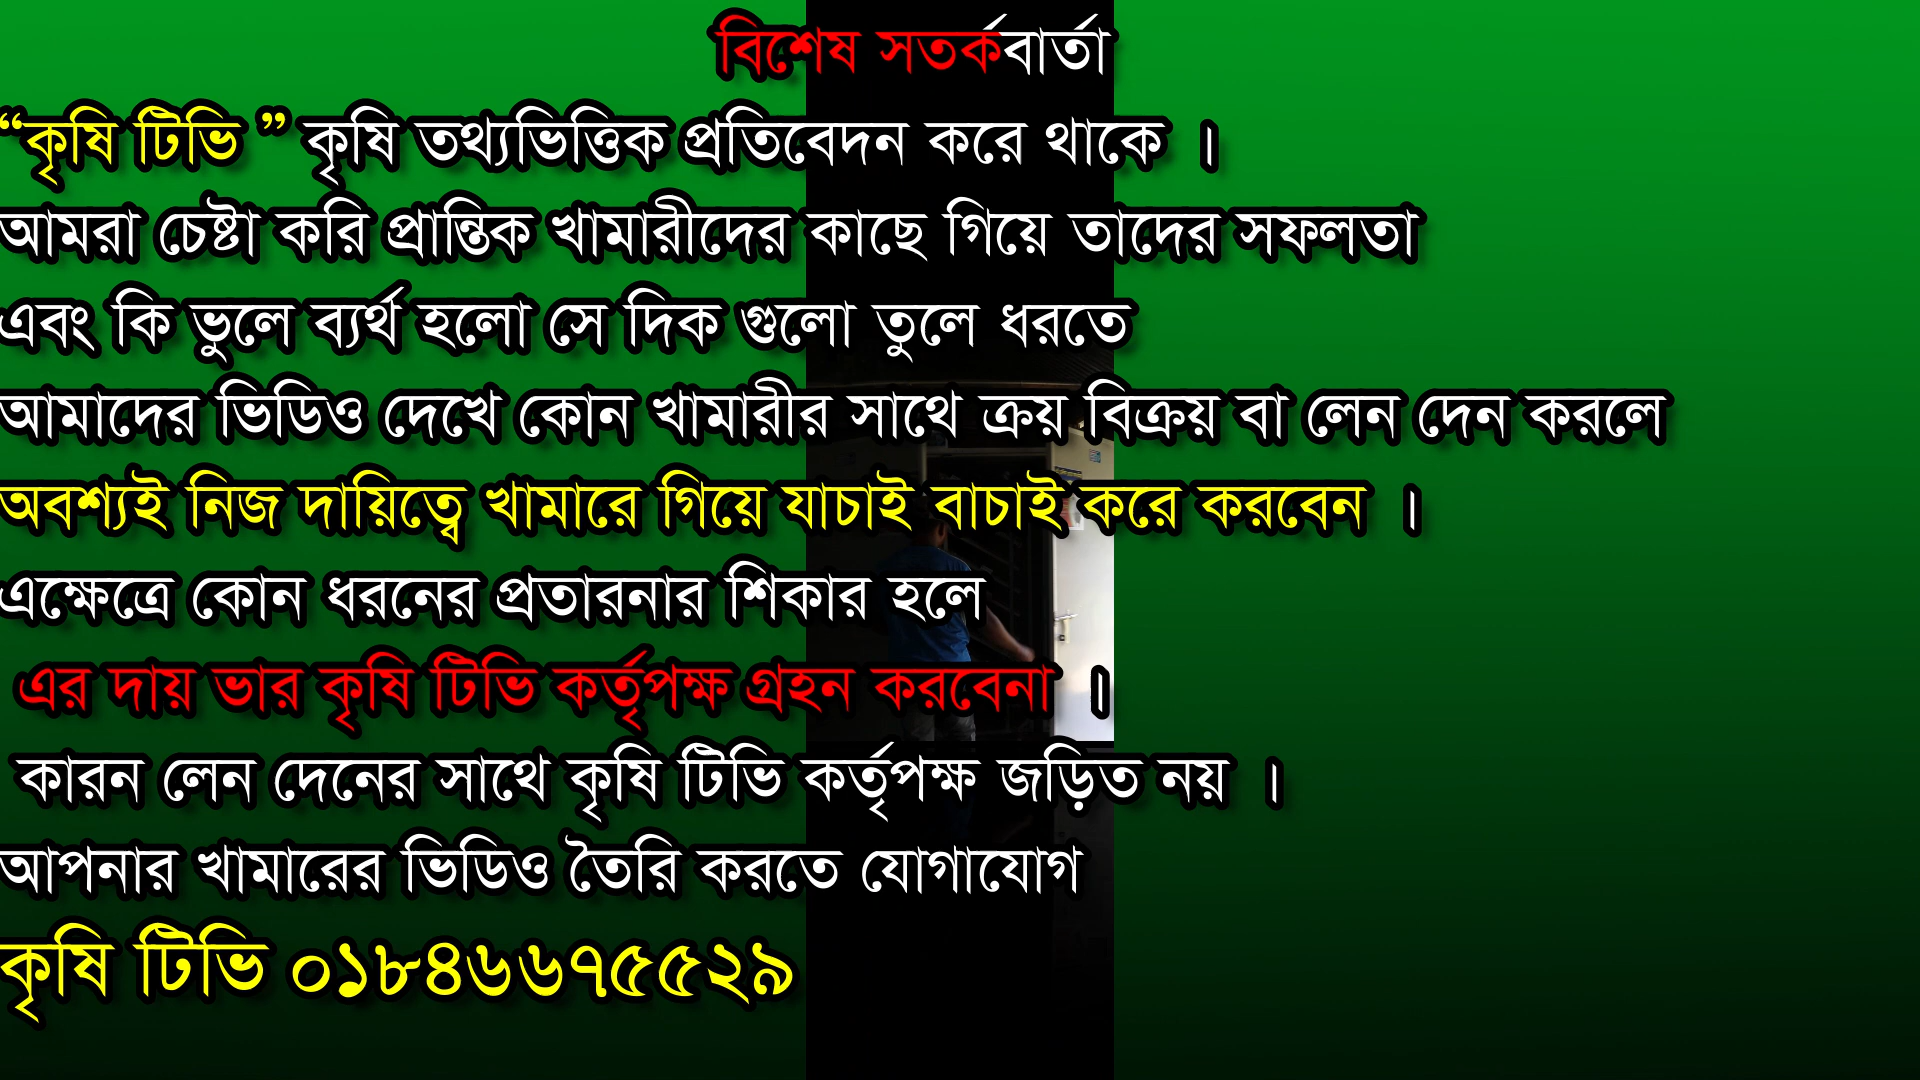 বিশেষ সতর্কবার্তা
“কৃষি টিভি ” কৃষি তথ্যভিত্তিক প্রতিবেদন করে থাকে ।
আমরা চেষ্টা করি প্রান্তিক খামারীদের কাছে গিয়ে তাদের সফলতা
এবং কি ভুলে ব্যর্থ হলো সে দিক গুলো তুলে ধরতে
আমাদের ভিডিও দেখে কোন খামারীর সাথে ক্রয় বিক্রয় বা লেন দেন করলে
অবশ্যই নিজ দায়িত্বে খামারে গিয়ে যাচাই বাচাই করে করবেন ।
এক্ষেত্রে কোন ধরনের প্রতারনার শিকার হলে
এর দায় ভার কৃষি টিভি কর্তৃপক্ষ গ্রহন করবেনা ।
কারন লেন দেনের সাথে কৃষি টিভি কর্তৃপক্ষ জড়িত নয় ।
আপনার খামারের ভিডিও তৈরি করতে যোগাযোগ
কৃষি টিভি ০১৮৪৬৬৭৫৫২৯